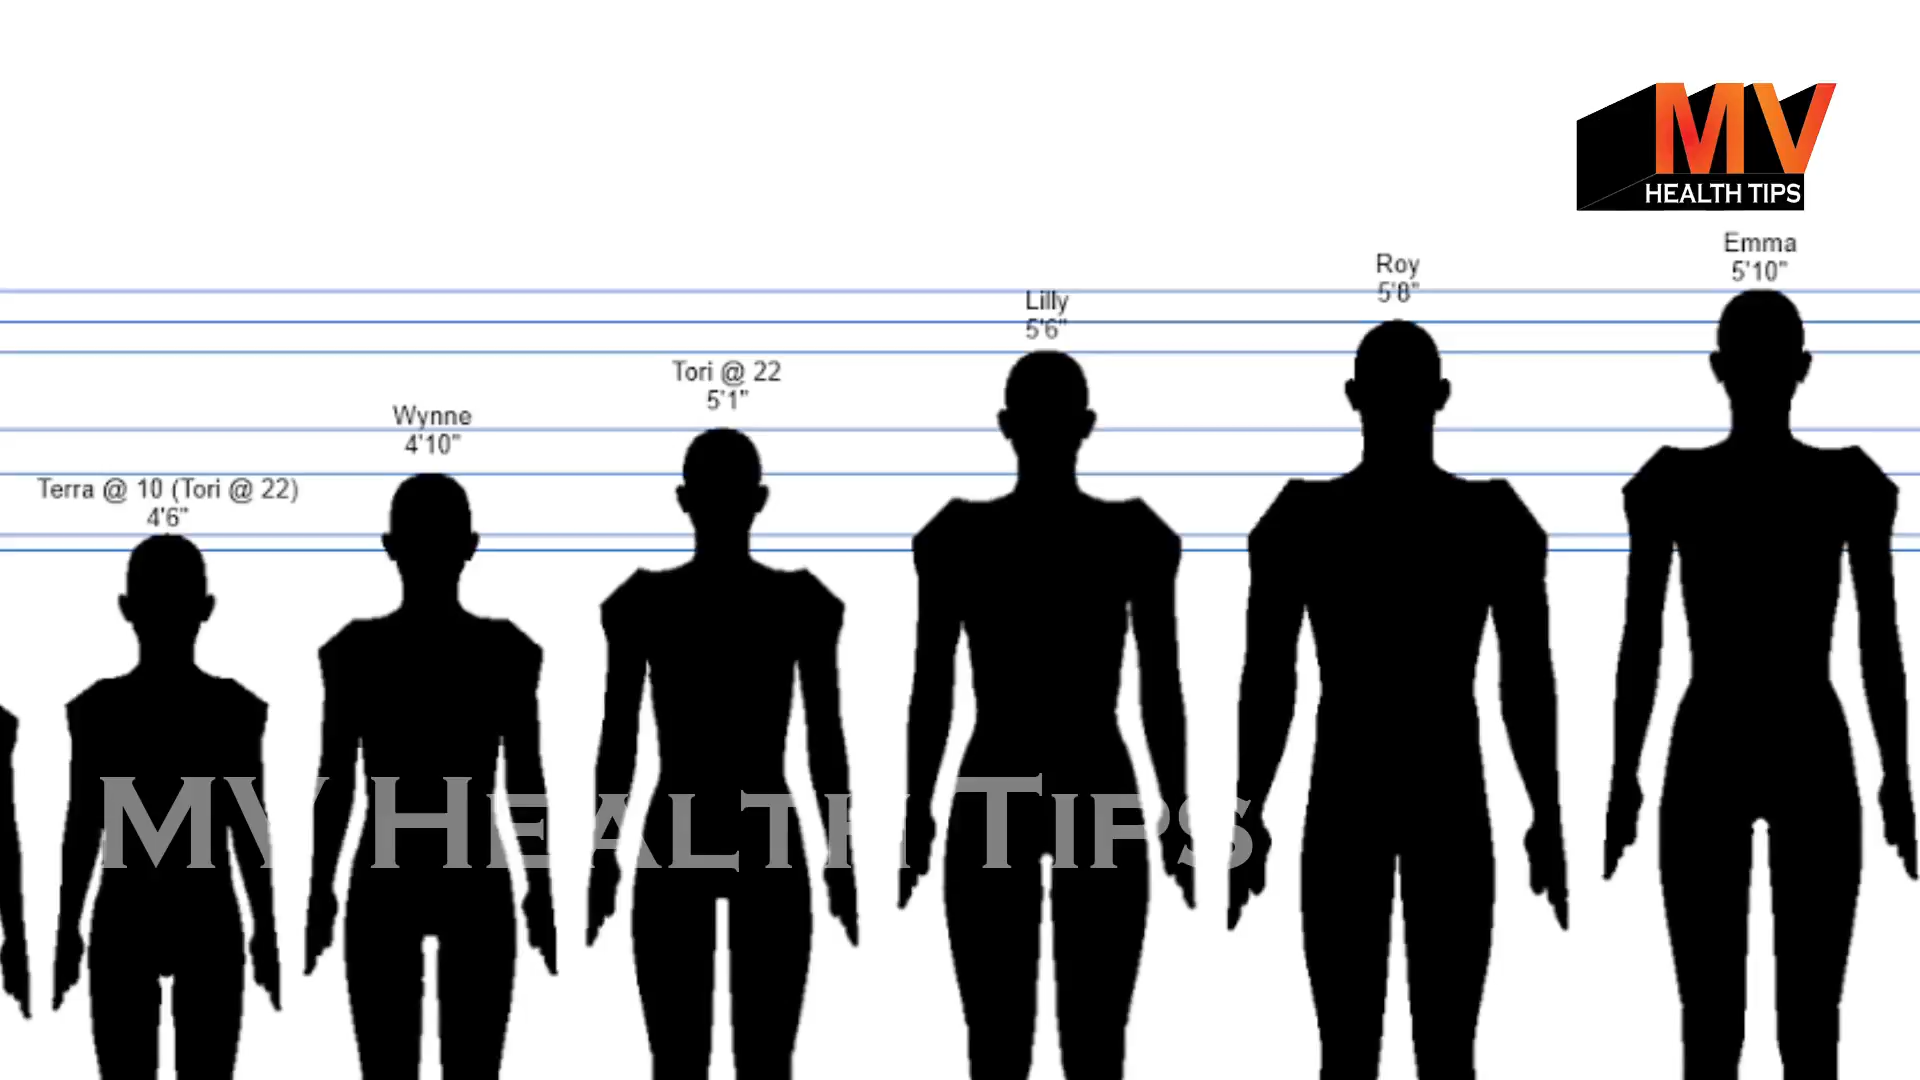 MV
HEALTH TIPS
Emma
5'10"
Roy
5'8"
Lilly
5'6"
Tori @ 22
5'1"
Wynne
4'10"
Terra @ 10 (Tori @ 22)
4'6"
MV HEALTH TIPS